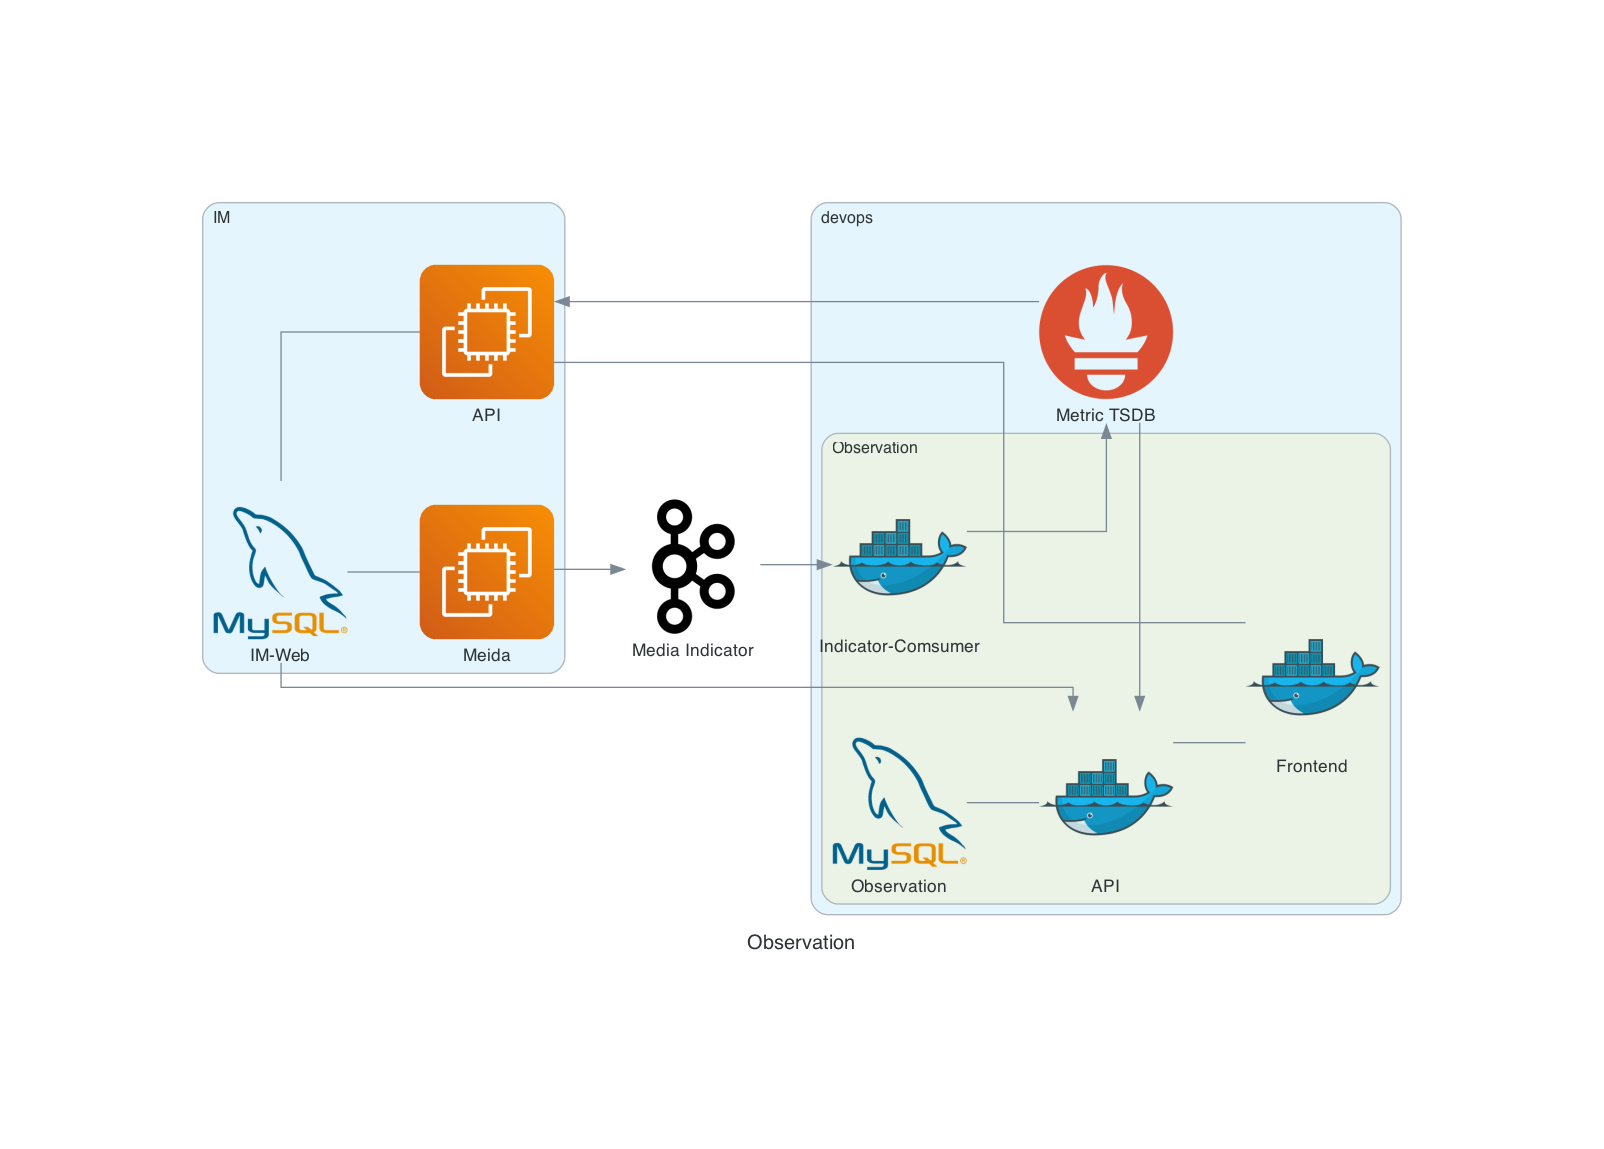 IM
devops
API
Metric TSDB
Observation
MySQL®
IM-Web
Meida
Media Indicator
Indicator-Comsumer
Frontend
MySQL®
Observation
API
Observation